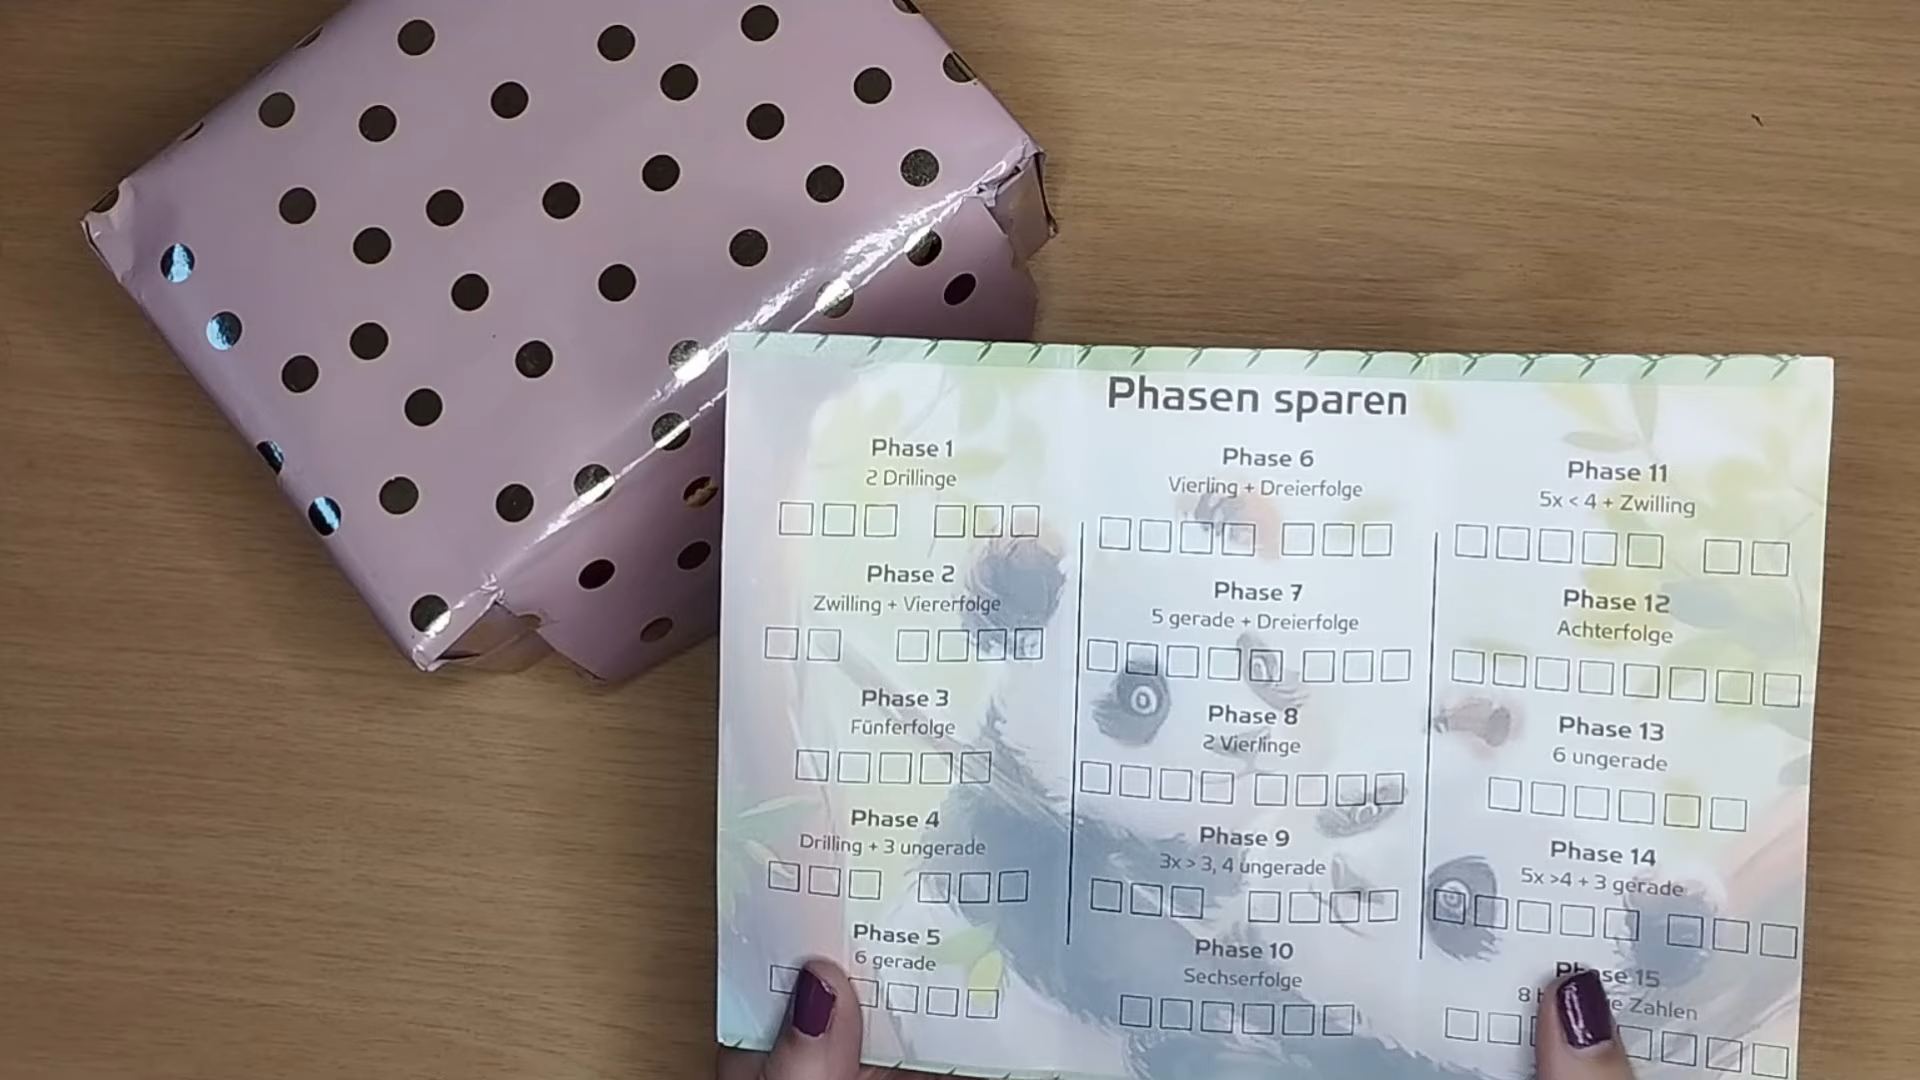 Phasen sparen
Phase 1
2 Drillinge
Phase 2
Zwilling + Viererfolge
Phase 3
Fünferfolge
Phase 4
Drilling + 3 ungerade
Phase 5
6 gerade
Phase 6
Vierling + Dreierfolge
Phase 7
5 gerade + Dreierfolge
Phase 8
2 Vierlinge
Phase 9
3x > 3, 4 ungerade
Phase 10
Sechserfolge
Phase 11
5x < 4 + Zwilling
Phase 12
Achterfolge
Phase 13
6 ungerade
Phase 14
5x >4 + 3 gerade
Phase 15
8 Zahlen